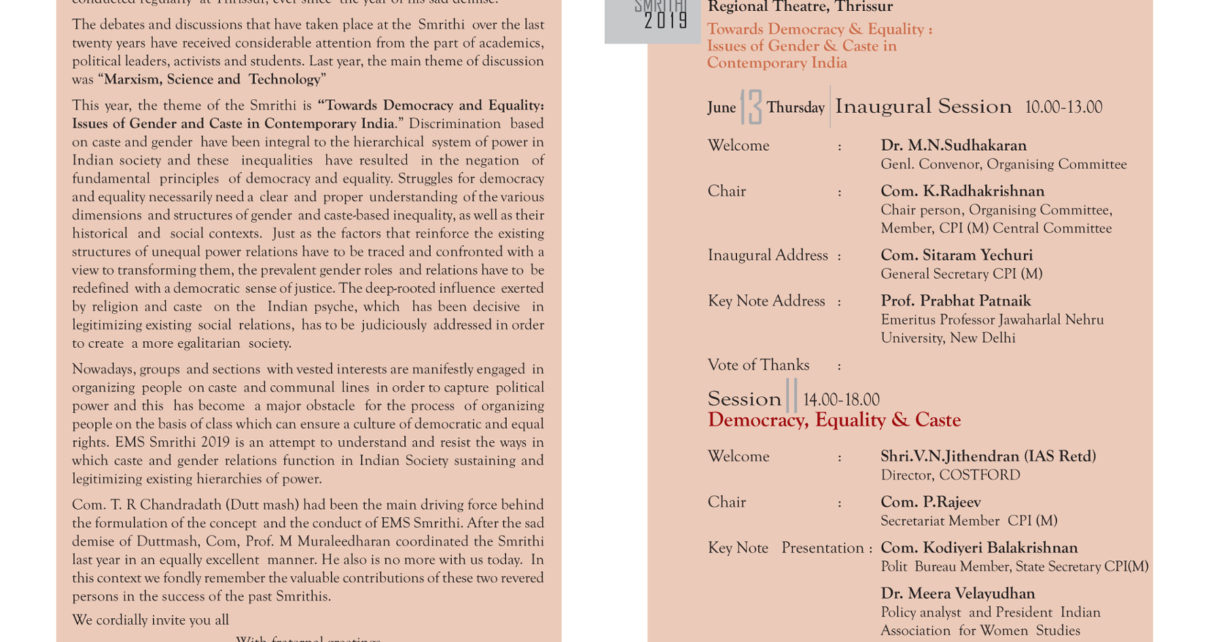 conducted regularly at Thrissur, ever since the year of his sad demise.
The debates and discussions that have taken place at the Smrithi over the last
twenty years have received considerable attention from the part of academics,
political leaders, activists and students. Last year, the main theme of discussion
was “Marxism, Science and Technology”
This year, the theme of the Smrithi is “Towards Democracy and Equality:
Issues of Gender and Caste in Contemporary India.” Discrimination based
on caste and gender have been integral to the hierarchical system of power in
Indian society and these inequalities have resulted in the negation of
fundamental principles of democracy and equality. Struggles for democracy
and equality necessarily need a clear and proper understanding of the various
dimensions and structures of gender and caste-based inequality, as well as their
historical and social contexts. Just as the factors that reinforce the existing
structures of unequal power relations have to be traced and confronted with a
view to transforming them, the prevalent gender roles and relations have to be
redefined with a democratic sense of justice. The deep-rooted influence exerted
by religion and caste on the Indian psyche, which has been decisive in
legitimizing existing social relations, has to be judiciously addressed in order
to create a more egalitarian society.
Nowadays, groups and sections with vested interests are manifestly engaged in
organizing people on caste and communal lines in order to capture political
power and this has become a major obstacle for the process of organizing
people on the basis of class which can ensure a culture of democratic and equal
rights. EMS Smrithi 2019 is an attempt to understand and resist the ways in
which caste and gender relations function in Indian Society sustaining and
legitimizing existing hierarchies of power.
Com. T. R Chandradath (Dutt mash) had been the main driving force behind
the formulation of the concept and the conduct of EMS Smrithi. After the sad
demise of Duttmash, Com, Prof. M Muraleedharan coordinated the Smrithi
last year in an equally excellent manner. He also is no more with us today. In
this context we fondly remember the valuable contributions of these two revered
persons in the success of the past Smrithis.
We cordially invite you all
With fraternal greetings
SMRITHI
2019
Regional Theatre, Thrissur
Towards Democracy & Equality :
Issues of Gender & Caste in
Contemporary India
June 13 Thursday Inaugural Session 10.00-13.00
Welcome : Dr. M.N.Sudhakaran
Genl. Convenor, Organising Committee
Chair : Com. K.Radhakrishnan
Chair person, Organising Committee,
Member, CPI (M) Central Committee
Inaugural Address : Com. Sitaram Yechuri
General Secretary CPI (M)
Key Note Address : Prof. Prabhat Patnaik
Emeritus Professor Jawaharlal Nehru
University, New Delhi
Vote of Thanks :
Session II 14.00-18.00
Democracy, Equality & Caste
Welcome : Shri.V.N.Jithendran (IAS Retd)
Director, COSTFORD
Chair : Com. P.Rajeev
Secretariat Member CPI (M)
Key Note Presentation : Com. Kodiyeri Balakrishnan
Polit Bureau Member, State Secretary CPI(M)
Dr. Meera Velayudhan
Policy analyst and President Indian
Association for Women Studies